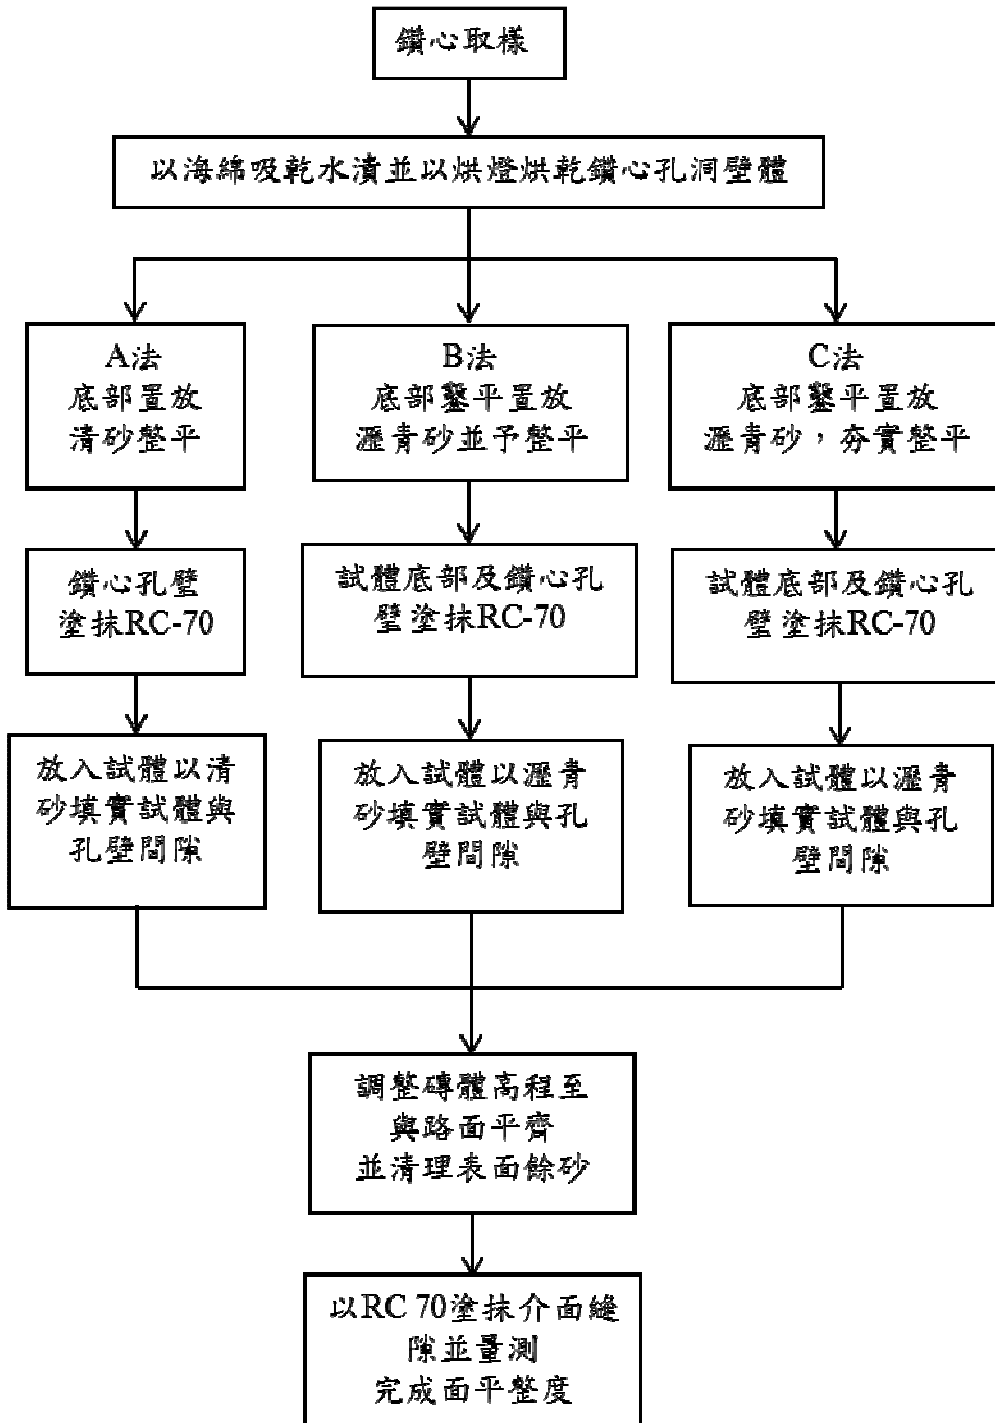 鑽心取樣
以海綿吸乾水漬並以烘燈烘乾鑽心孔洞壁體
A法
底部置放
清砂整平
B法
底部鑿平置放
瀝青砂並予整平
C法
底部鑿平置放
瀝青砂，夯實整平
鑽心孔壁
塗抹RC-70
試體底部及鑽心孔
壁塗抹RC-70
試體底部及鑽心孔
壁塗抹RC-70
放入試體以清
砂填實試體與
孔壁間隙
放入試體以瀝青
砂填實試體與孔
壁間隙
放入試體以瀝青
砂填實試體與孔
壁間隙
調整磚體高程至
與路面平齊
並清理表面餘砂
以RC 70塗抹介面縫
隙並量測
完成面平整度